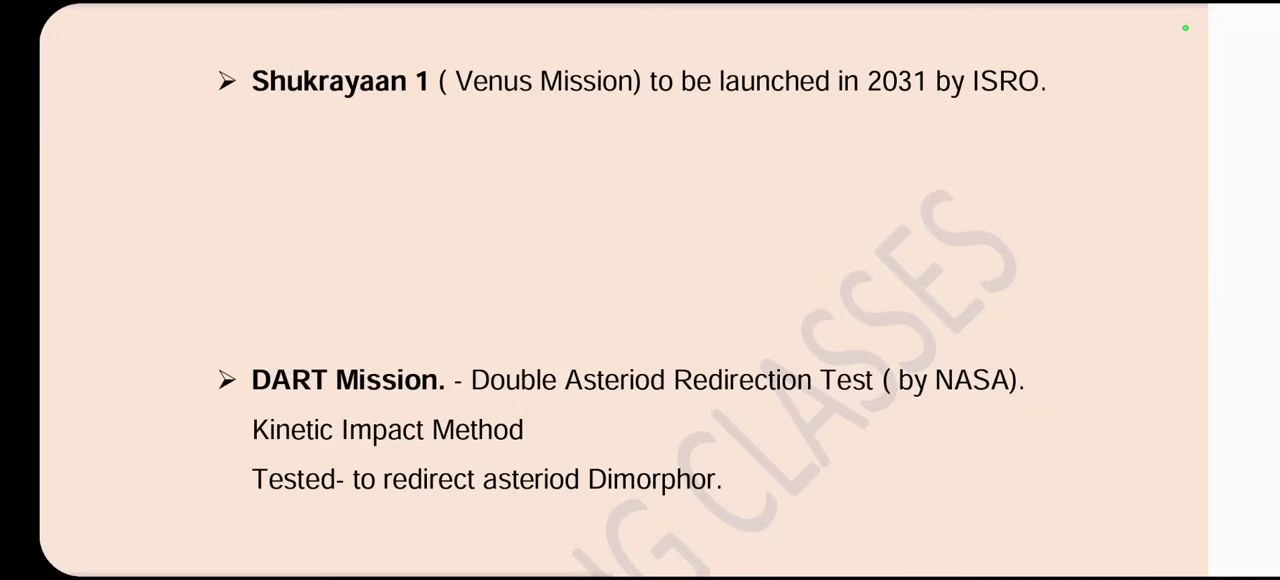 ➢ Shukrayaan 1 ( Venus Mission) to be launched in 2031 by ISRO.
➢ DART Mission. - Double Asteriod Redirection Test ( by NASA).
Kinetic Impact Method
Tested- to redirect asteriod Dimorphor.
CLASSES